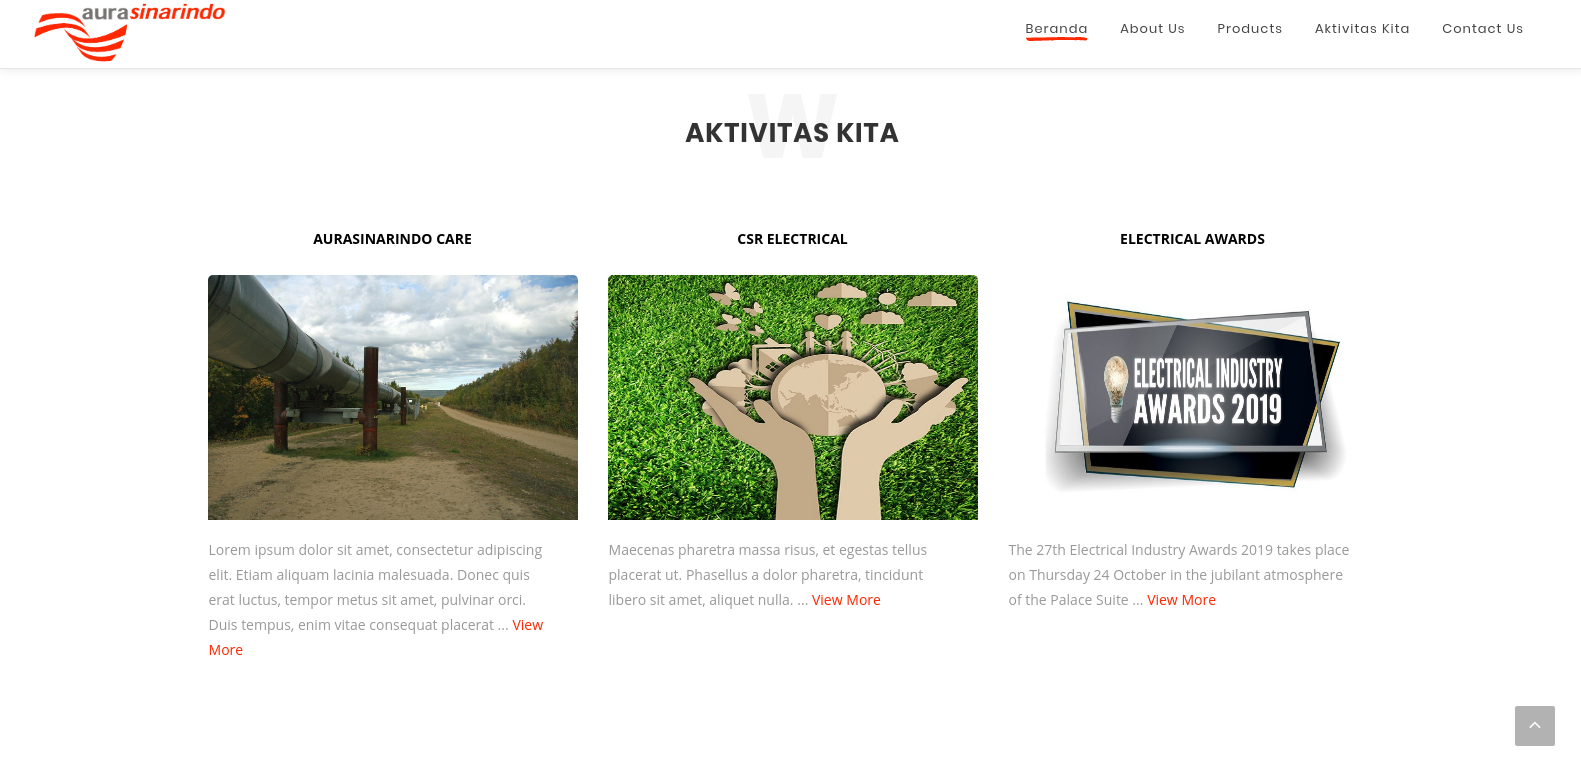 aurasinarindo
Beranda
About Us
Products
Aktivitas Kita
Contact Us
W
AKTIVITAS KITA
AURASINARINDO CARE
CSR ELECTRICAL
ELECTRICAL AWARDS
ELECTRICAL INDUSTRY
AWARDS 2019
Lorem ipsum dolor sit amet, consectetur adipiscing
elit. Etiam aliquam lacinia malesuada. Donec quis
erat luctus, tempor metus sit amet, pulvinar orci.
Duis tempus, enim vitae consequat placerat ... View
More
Maecenas pharetra massa risus, et egestas tellus
placerat ut. Phasellus a dolor pharetra, tincidunt
libero sit amet, aliquet nulla. ... View More
The 27th Electrical Industry Awards 2019 takes place
on Thursday 24 October in the jubilant atmosphere
of the Palace Suite ... View More